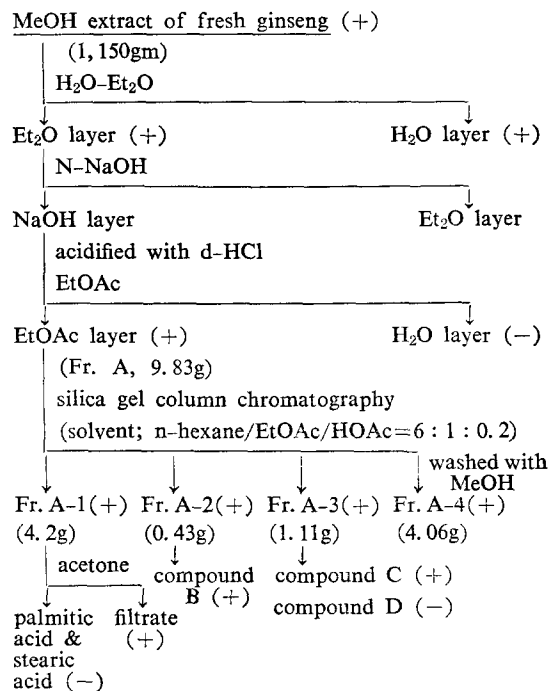 MeOH extract of fresh ginseng (+)
(1,150gm)
H₂O-Et₂O
Et₂O layer (+) H₂O layer (+)
N-NaOH
NaOH layer Et₂O layer
acidified with d-HCl
EtOAc
EtOAc layer (+) H₂O layer (-)
(Fr. A, 9.83g)
silica gel column chromatography
(solvent; n-hexane/EtOAc/HOAc=6 : 1 : 0.2)
washed with
MeOH
Fr. A-1(+) Fr. A-2(+) Fr. A-3(+) Fr. A-4(+)
(4.2g) (0.43g) (1.11g) (4.06g)
acetone
compound compound C (+)
B (+) compound D (-)
palmitic filtrate
acid & (+)
stearic
acid (-)